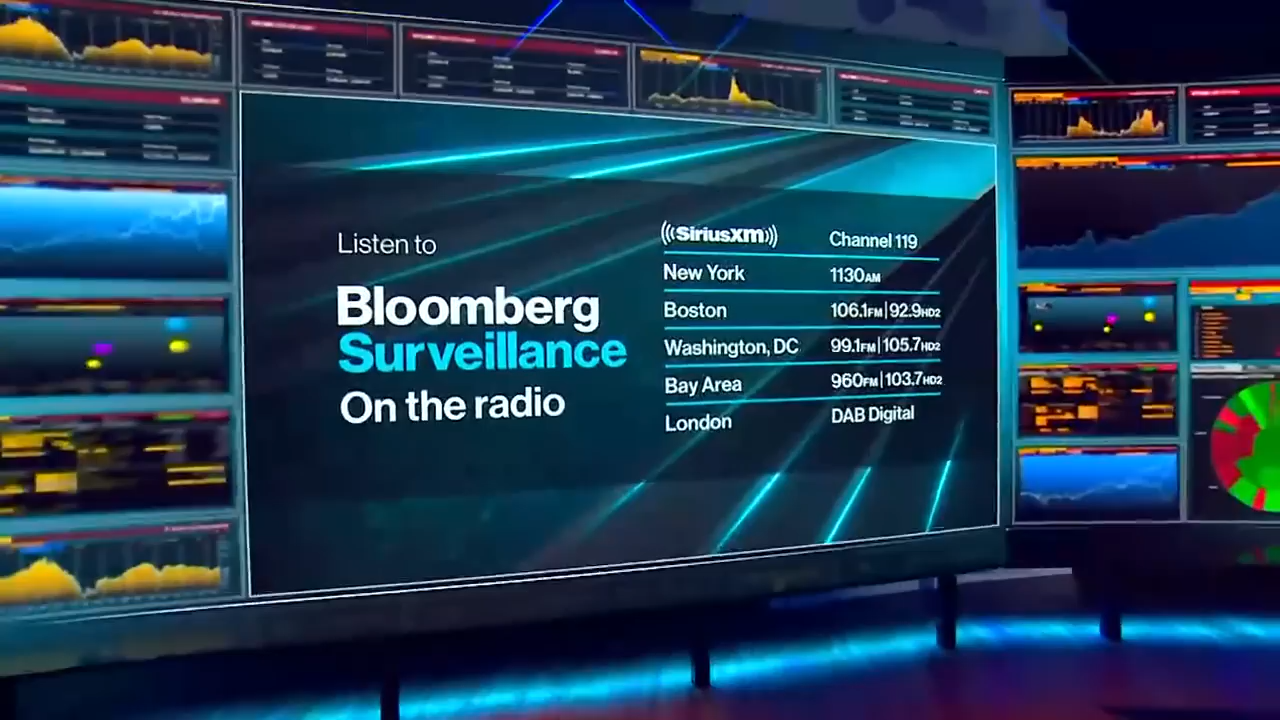 Listen to
Bloomberg
Surveillance
On the radio
((SiriusXM)) Channel 119
New York 1130AM
Boston 106.1FM|92.9HD2
Washington, DC 99.1FM|105.7HD2
Bay Area 960FM|103.7HD2
London DAB Digital